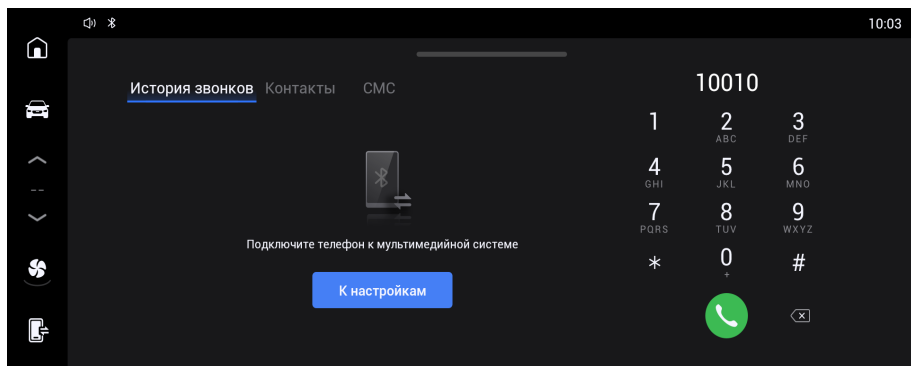 10:03
История звонков Контакты СМС
10010
1 2 3
ABC DEF
4 5 6
GHI JKL MNO
7 8 9
PQRS TUV WXYZ
* 0 #
+
Подключите телефон к мультимедийной системе
К настройкам
--